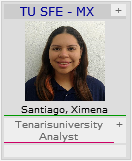 TU SFE - MX +
Santiago, Ximena
Tenarisuniversity +
Analyst